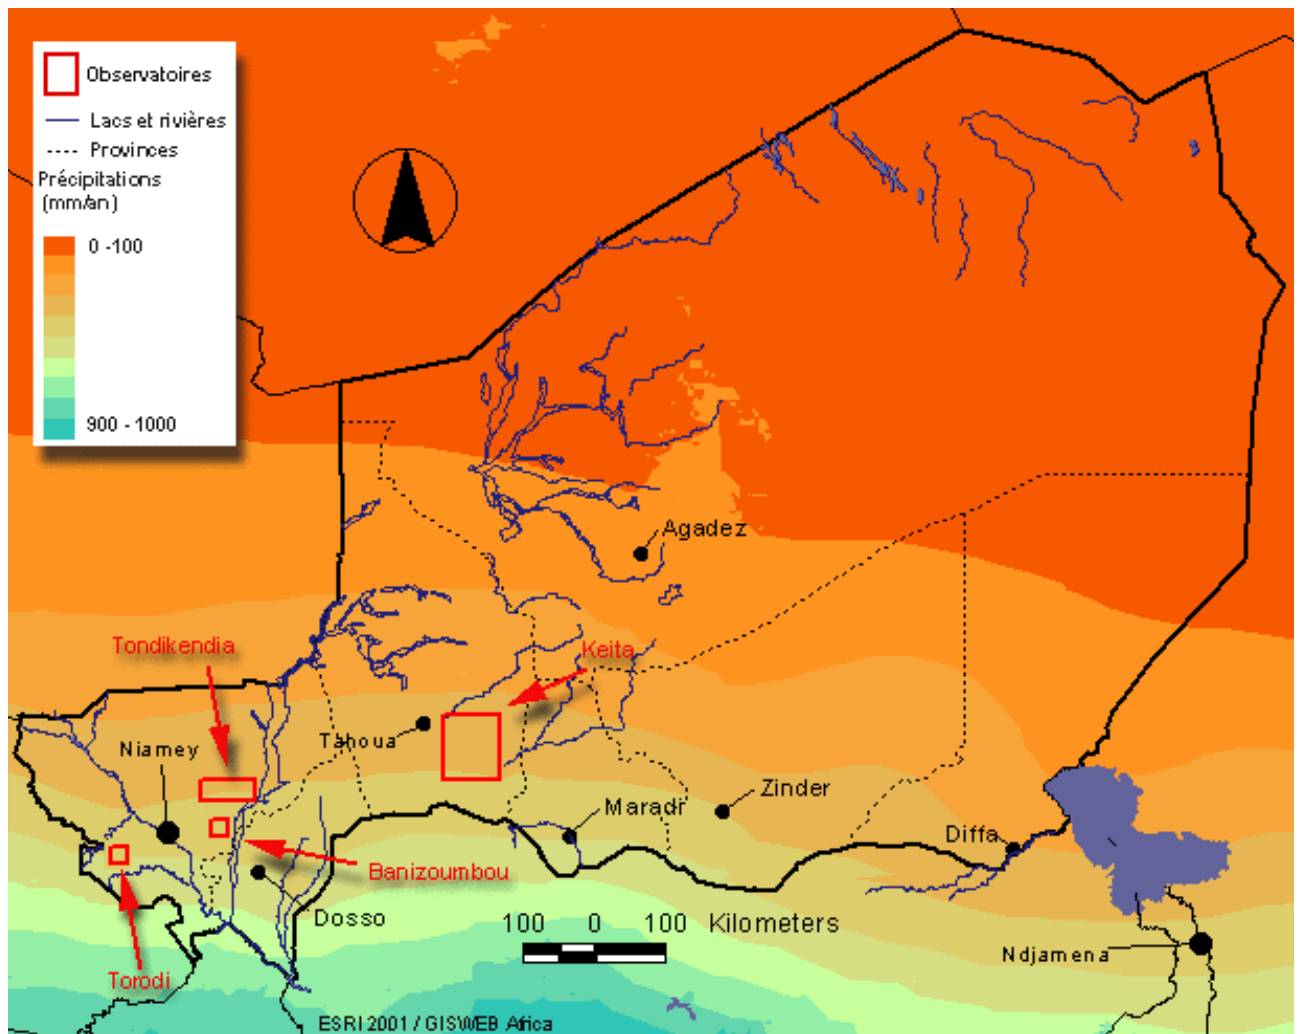 Observatoires
Lacs et rivières
Provinces
Précipitations
(mm/an)
0 -100
900 - 1000
Agadez
Tondikendia
Keita
Niamey
Tahoua
Zinder
Maradi
Diffa
Banizoumbou
Dosso
100 0 100 Kilometers
Ndjamena
Torodi
ESRI 2001 / GISWEB Africa